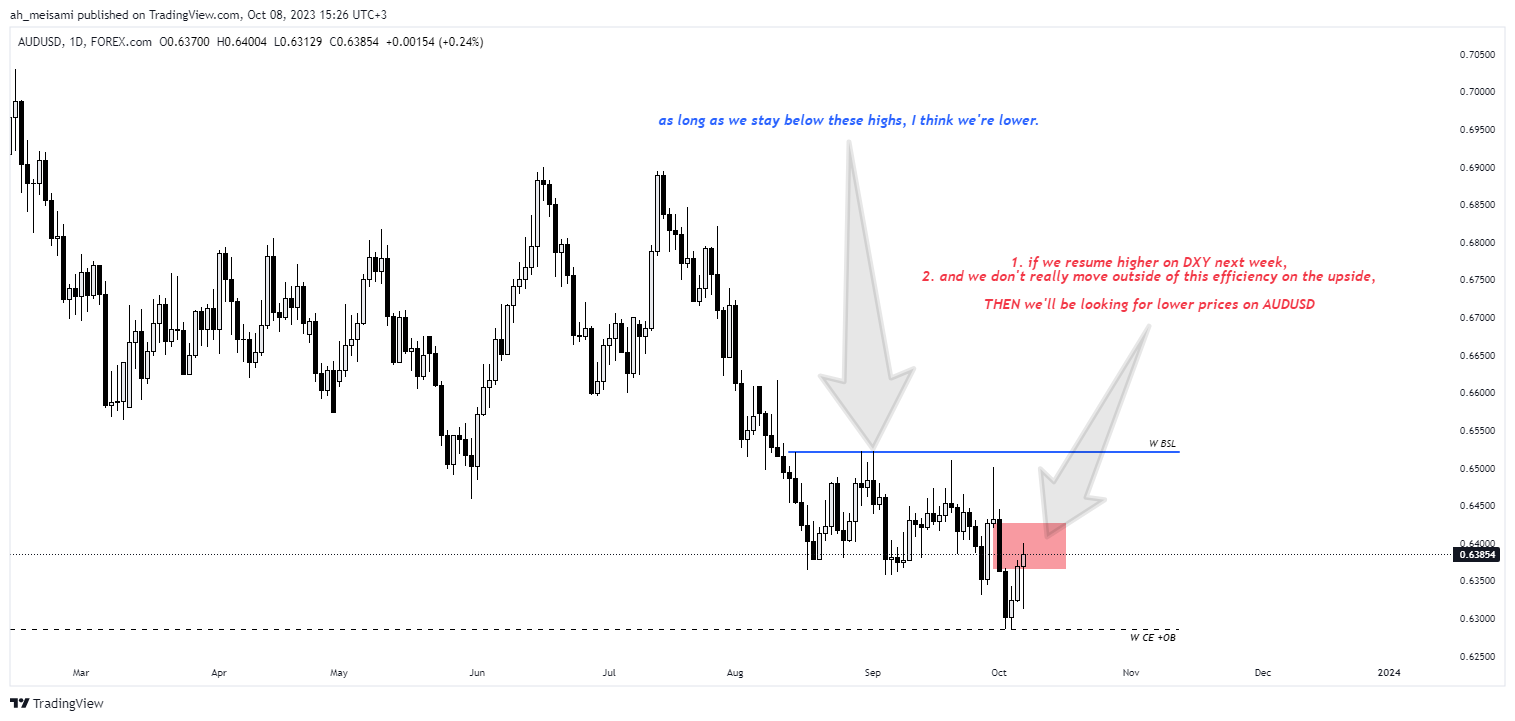 ah_meisami published on TradingView.com, Oct 08, 2023 15:26 UTC+3
AUDUSD, 1D, FOREX.com O0.63700 H0.64004 L0.63129 C0.63854 +0.00154 (+0.24%)
0.70500
0.70000
as long as we stay below these highs, I think we're lower.
0.69500
0.69000
0.68500
0.68000
1. if we resume higher on DXY next week,
2. and we don't really move outside of this efficiency on the upside,
0.67500
THEN we'll be looking for lower prices on AUDUSD
0.67000
0.66500
0.66000
0.65500
W BSL
0.65000
0.64500
0.64000
0.63854
0.63500
0.63000
W CE +OB
0.62500
Mar Apr May Jun Jul Aug Sep Oct Nov Dec 2024
TradingView